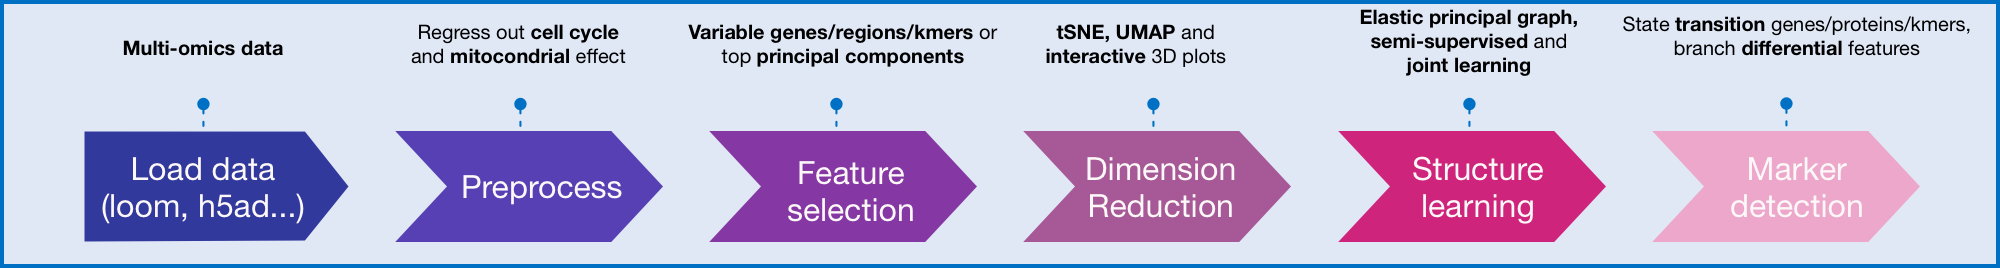 Multi-omics data
Regress out cell cycle
and mitocondrial effect
Variable genes/regions/kmers or
top principal components
tSNE, UMAP and
interactive 3D plots
Elastic principal graph,
semi-supervised and
joint learning
State transition genes/proteins/kmers,
branch differential features
Load data
(loom, h5ad...)
Preprocess
Feature
selection
Dimension
Reduction
Structure
learning
Marker
detection